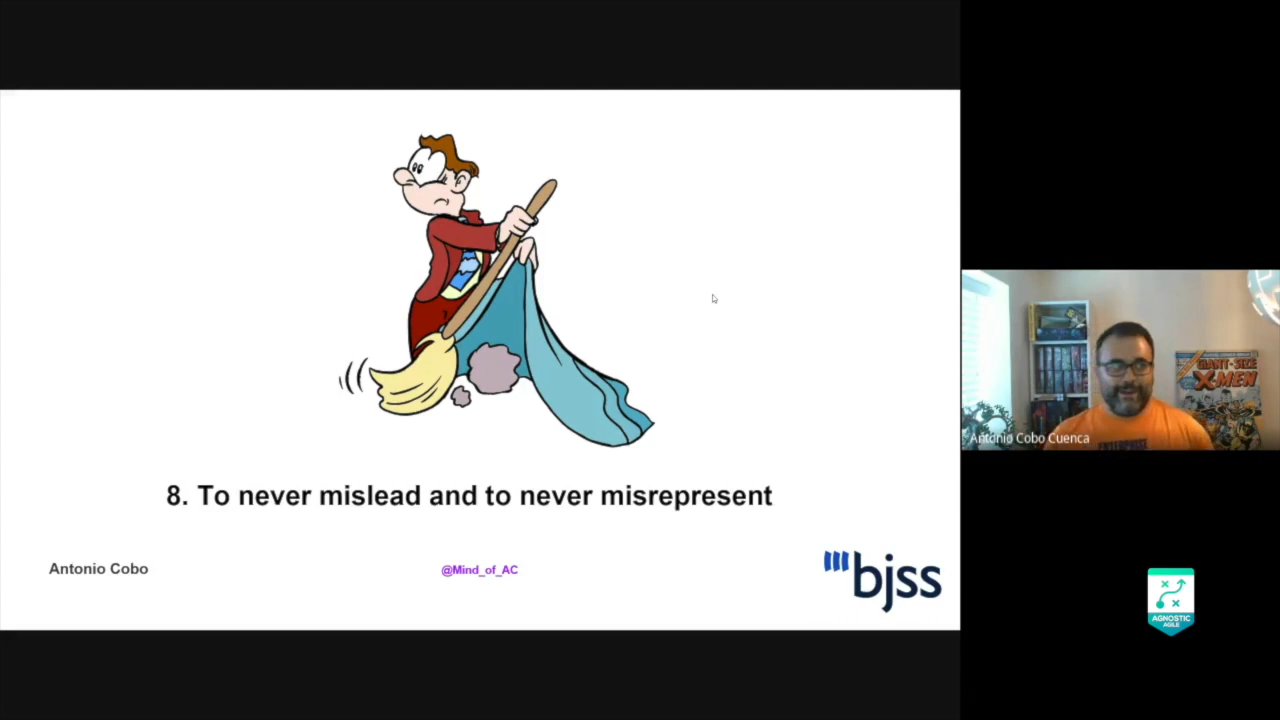 8. To never mislead and to never misrepresent
Antonio Cobo
@Mind_of_AC
bjss
GIANT-SIZE
X-MEN
Antonio Cobo Cuenca
ENTERPRISE
AGNOSTIC
AGILE